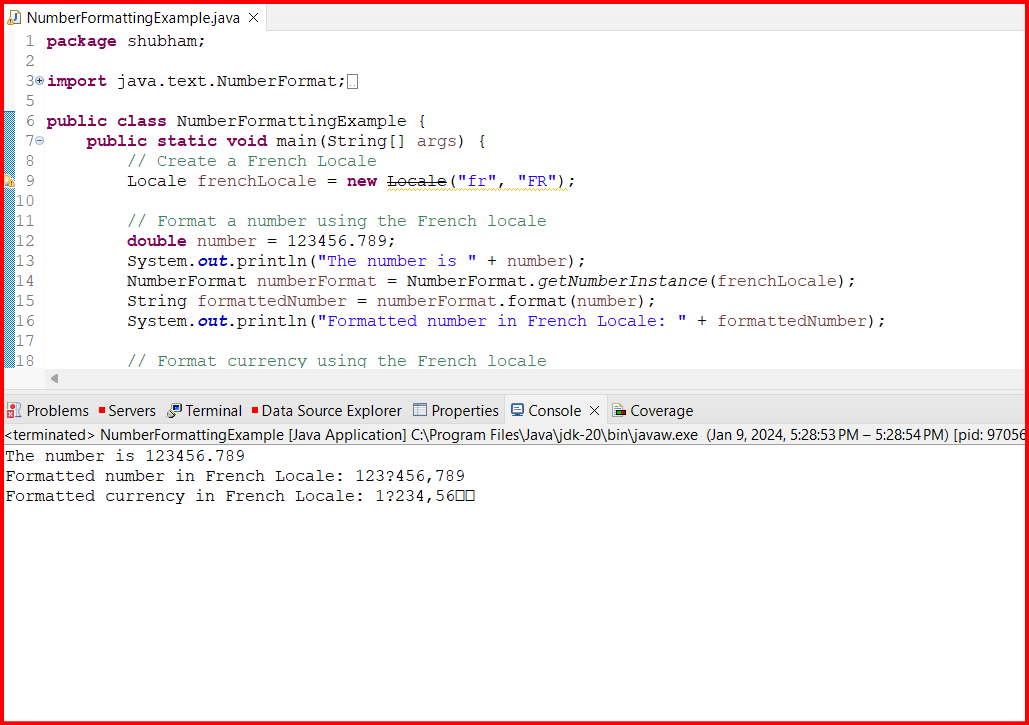 NumberFormattingExample.java
1 package shubham;
2
3 import java.text.NumberFormat;
5
6 public class NumberFormattingExample {
7     public static void main(String[] args) {
8         // Create a French Locale
9         Locale frenchLocale = new Locale("fr", "FR");
10
11         // Format a number using the French locale
12         double number = 123456.789;
13         System.out.println("The number is " + number);
14         NumberFormat numberFormat = NumberFormat.getNumberInstance(frenchLocale);
15         String formattedNumber = numberFormat.format(number);
16         System.out.println("Formatted number in French Locale: " + formattedNumber);
17
18         // Format currency using the French locale
Problems Servers Terminal Data Source Explorer Properties Console Coverage
<terminated> NumberFormattingExample [Java Application] C:\Program Files\Java\jdk-20\bin\javaw.exe (Jan 9, 2024, 5:28:53 PM – 5:28:54 PM) [pid: 97056
The number is 123456.789
Formatted number in French Locale: 123?456,789
Formatted currency in French Locale: 1?234,56□□